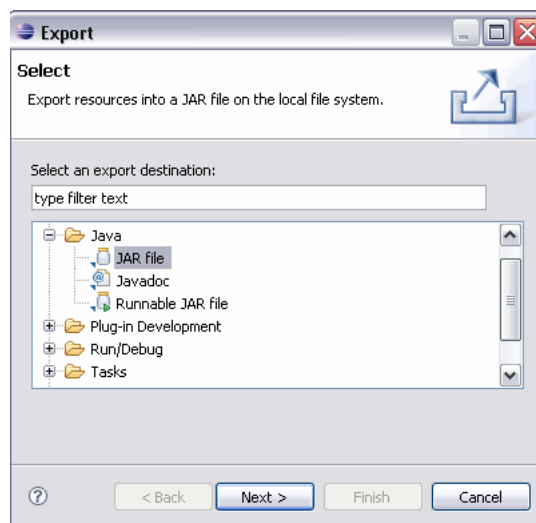 Export
Select
Export resources into a JAR file on the local file system.
Select an export destination:
type filter text
Java
JAR file
Javadoc
Runnable JAR file
Plug-in Development
Run/Debug
Tasks
? < Back Next > Finish Cancel